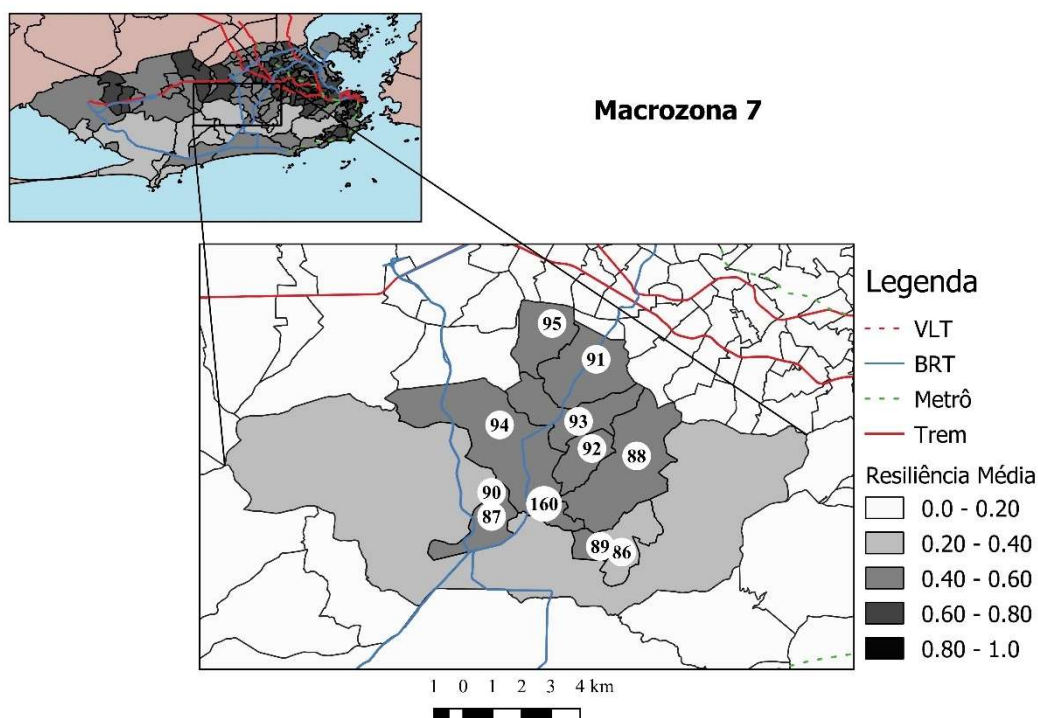 Macrozona 7
95
91
93
94
92
88
90
160
87
89
86
Legenda
VLT
BRT
Metrô
Trem
Resiliência Média
0.0 - 0.20
0.20 - 0.40
0.40 - 0.60
0.60 - 0.80
0.80 - 1.0
1 0 1 2 3 4 km